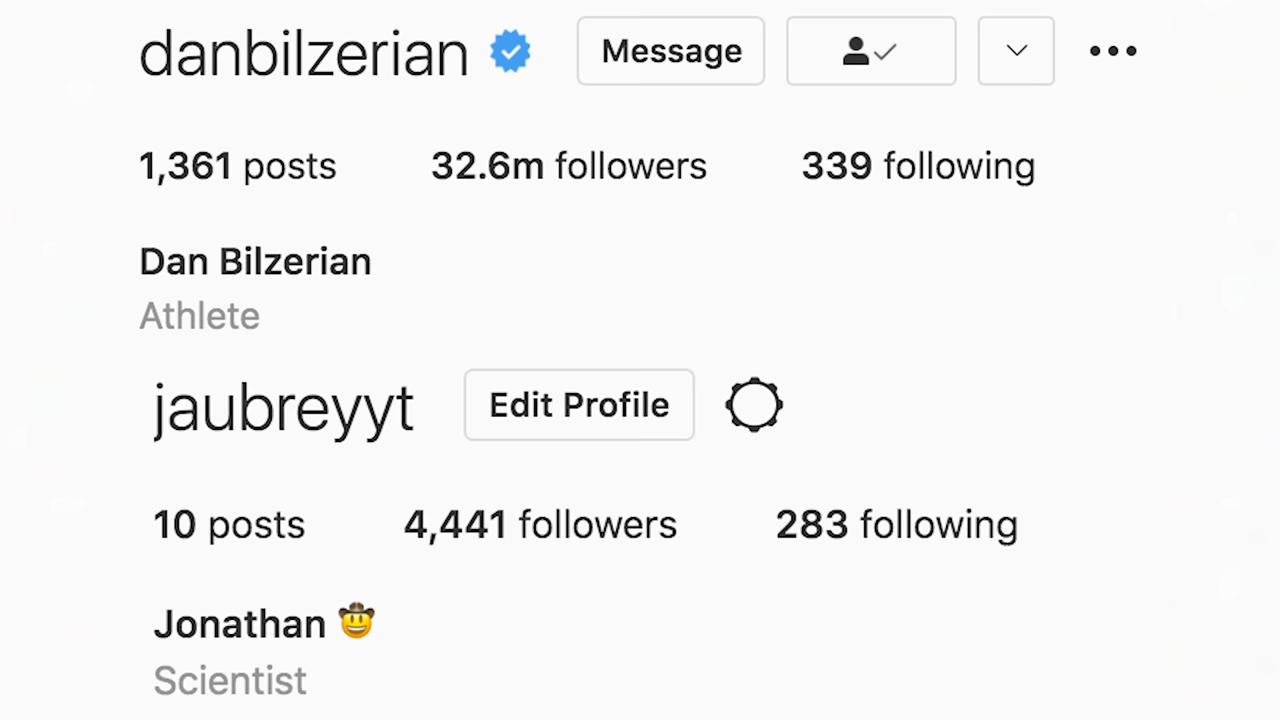 danbilzerian Message
1,361 posts 32.6m followers 339 following
Dan Bilzerian
Athlete
jaubreyyt Edit Profile
10 posts 4,441 followers 283 following
Jonathan 🤠
Scientist